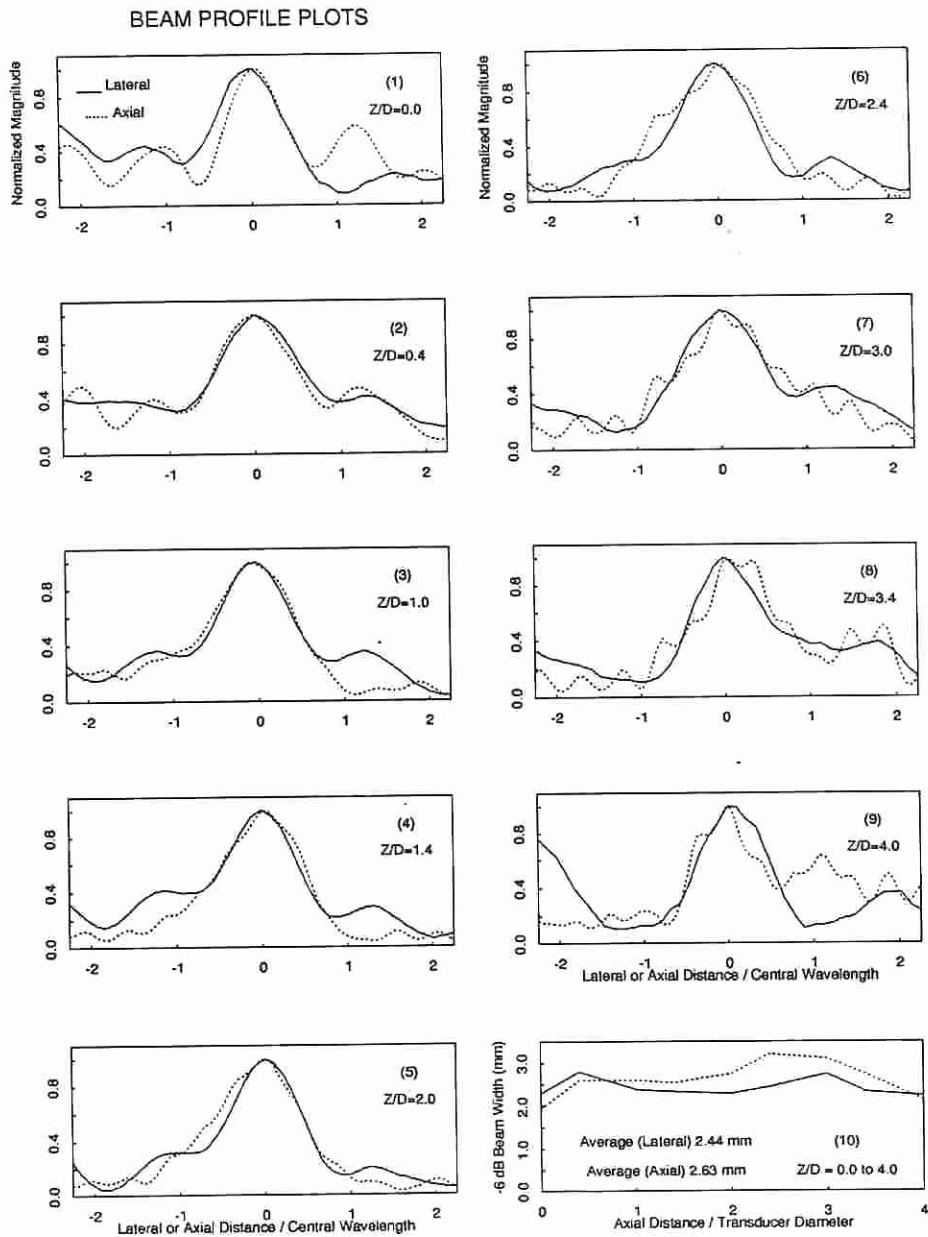 BEAM PROFILE PLOTS
Normalized Magnitude
0.0 0.4 0.8
Lateral
Axial
(1)
Z/D=0.0
-2 -1 0 1 2
0.0 0.4 0.8
(2)
Z/D=0.4
-2 -1 0 1 2
0.0 0.4 0.8
(3)
Z/D=1.0
-2 -1 0 1 2
0.0 0.4 0.8
(4)
Z/D=1.4
-2 -1 0 1 2
0.0 0.4 0.8
(5)
Z/D=2.0
-2 -1 0 1 2
Lateral or Axial Distance / Central Wavelength
Normalized Magnitude
0.0 0.4 0.8
(6)
Z/D=2.4
-2 -1 0 1 2
0.0 0.4 0.8
(7)
Z/D=3.0
-2 -1 0 1 2
0.0 0.4 0.8
(8)
Z/D=3.4
-2 -1 0 1 2
0.0 0.4 0.8
(9)
Z/D=4.0
-2 -1 0 1 2
Lateral or Axial Distance / Central Wavelength
-6 dB Beam Width (mm)
0.0 1.0 2.0 3.0
Average (Lateral) 2.44 mm (10)
Average (Axial) 2.63 mm Z/D = 0.0 to 4.0
0 1 2 3 4
Axial Distance / Transducer Diameter